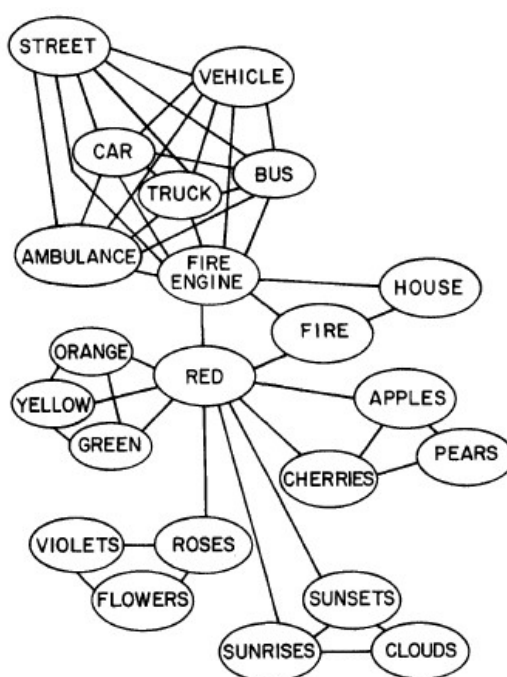 STREET
VEHICLE
CAR
BUS
TRUCK
AMBULANCE
FIRE
ENGINE
HOUSE
FIRE
ORANGE
RED
YELLOW
APPLES
GREEN
PEARS
CHERRIES
VIOLETS
ROSES
FLOWERS
SUNSETS
SUNRISES
CLOUDS